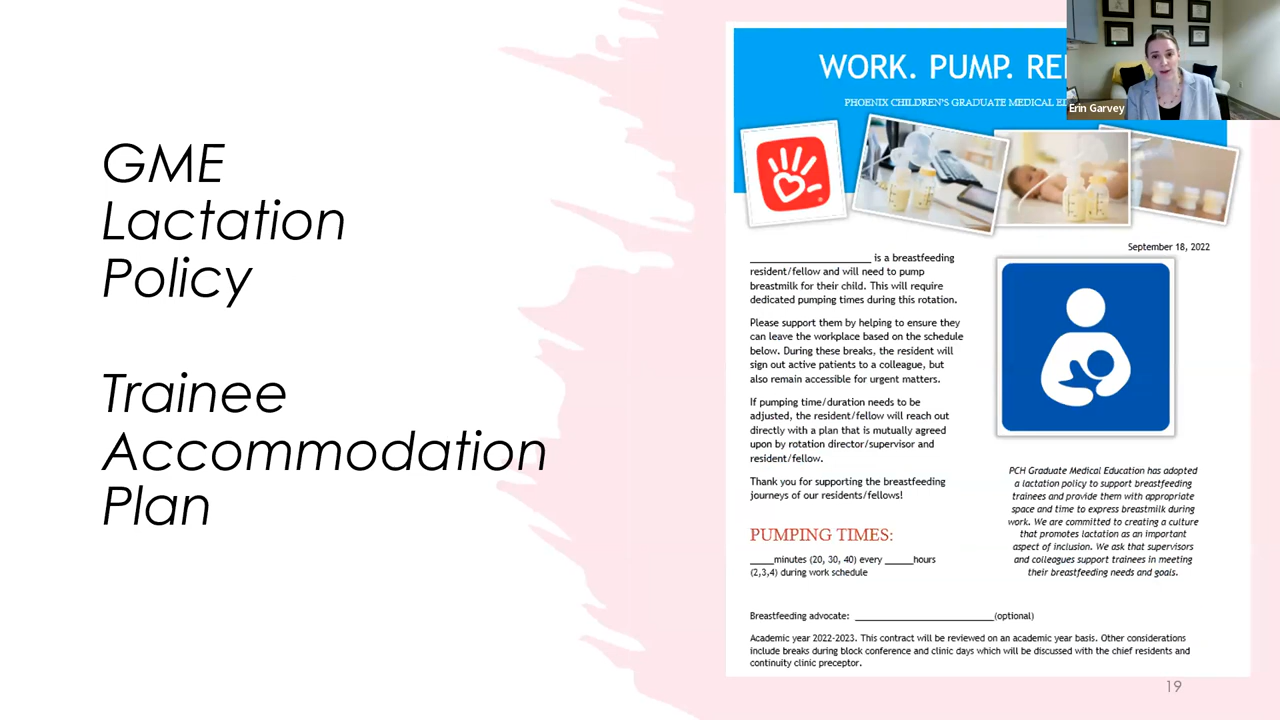 GME
Lactation
Policy
Trainee
Accommodation
Plan
WORK. PUMP.
PHOENIX CHILDREN'S GRADUATE MEDICAL
Erin Garvey
September 18, 2022
______________________ is a breastfeeding
resident/fellow and will need to pump
breastmilk for their child. This will require
dedicated pumping times during this rotation.
Please support them by helping to ensure they
can leave the workplace based on the schedule
below. During these breaks, the resident will
sign out active patients to a colleague, but
also remain accessible for urgent matters.
If pumping time/duration needs to be
adjusted, the resident/fellow will reach out
directly with a plan that is mutually agreed
upon by rotation director/supervisor and
resident/fellow.
Thank you for supporting the breastfeeding
journeys of our residents/fellows!
PUMPING TIMES:
____minutes (20, 30, 40) every _____hours
(2,3,4) during work schedule
PCH Graduate Medical Education has adopted
a lactation policy to support breastfeeding
trainees and provide them with appropriate
space and time to express breastmilk during
work. We are committed to creating a culture
that promotes lactation as an important
aspect of inclusion. We ask that supervisors
and colleagues support trainees in meeting
their breastfeeding needs and goals.
Breastfeeding advocate: _________________________(optional)
Academic year 2022-2023. This contract will be reviewed on an academic year basis. Other considerations
include breaks during block conference and clinic days which will be discussed with the chief residents and
continuity clinic preceptor.
19